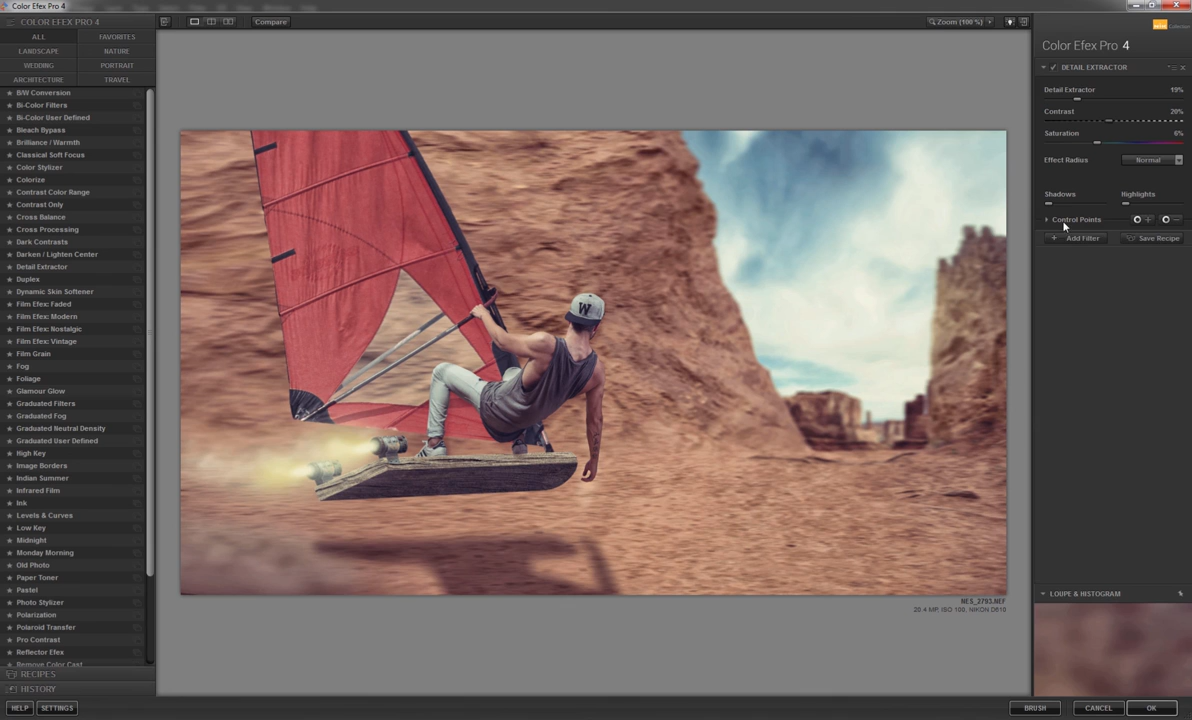 Color Efex Pro 4
COLOR EFEX PRO 4
Compare
Zoom (100 %)
Collection
Color Efex Pro 4
ALL
FAVORITES
LANDSCAPE
NATURE
WEDDING
PORTRAIT
ARCHITECTURE
TRAVEL
B/W Conversion
Bi-Color Filters
Bi-Color User Defined
Bleach Bypass
Brilliance / Warmth
Classical Soft Focus
Color Stylizer
Colorize
Contrast Color Range
Contrast Only
Cross Balance
Cross Processing
Dark Contrasts
Darken / Lighten Center
Detail Extractor
Duplex
Dynamic Skin Softener
Film Efex: Faded
Film Efex: Modern
Film Efex: Nostalgic
Film Efex: Vintage
Film Grain
Fog
Foliage
Glamour Glow
Graduated Filters
Graduated Fog
Graduated Neutral Density
Graduated User Defined
High Key
Image Borders
Indian Summer
Infrared Film
Ink
Levels & Curves
Low Key
Midnight
Monday Morning
Old Photo
Paper Toner
Pastel
Photo Stylizer
Polarization
Polaroid Transfer
Pro Contrast
Reflector Efex
Remove Color Cast
RECIPES
HISTORY
HELP
SETTINGS
W
NES_2793.NEF
20.4 MP, ISO 100, NIKON D610
DETAIL EXTRACTOR
Detail Extractor 19%
Contrast 20%
Saturation 6%
Effect Radius Normal
Shadows Highlights
Control Points
Add Filter
Save Recipe
LOUPE & HISTOGRAM
BRUSH
CANCEL
OK